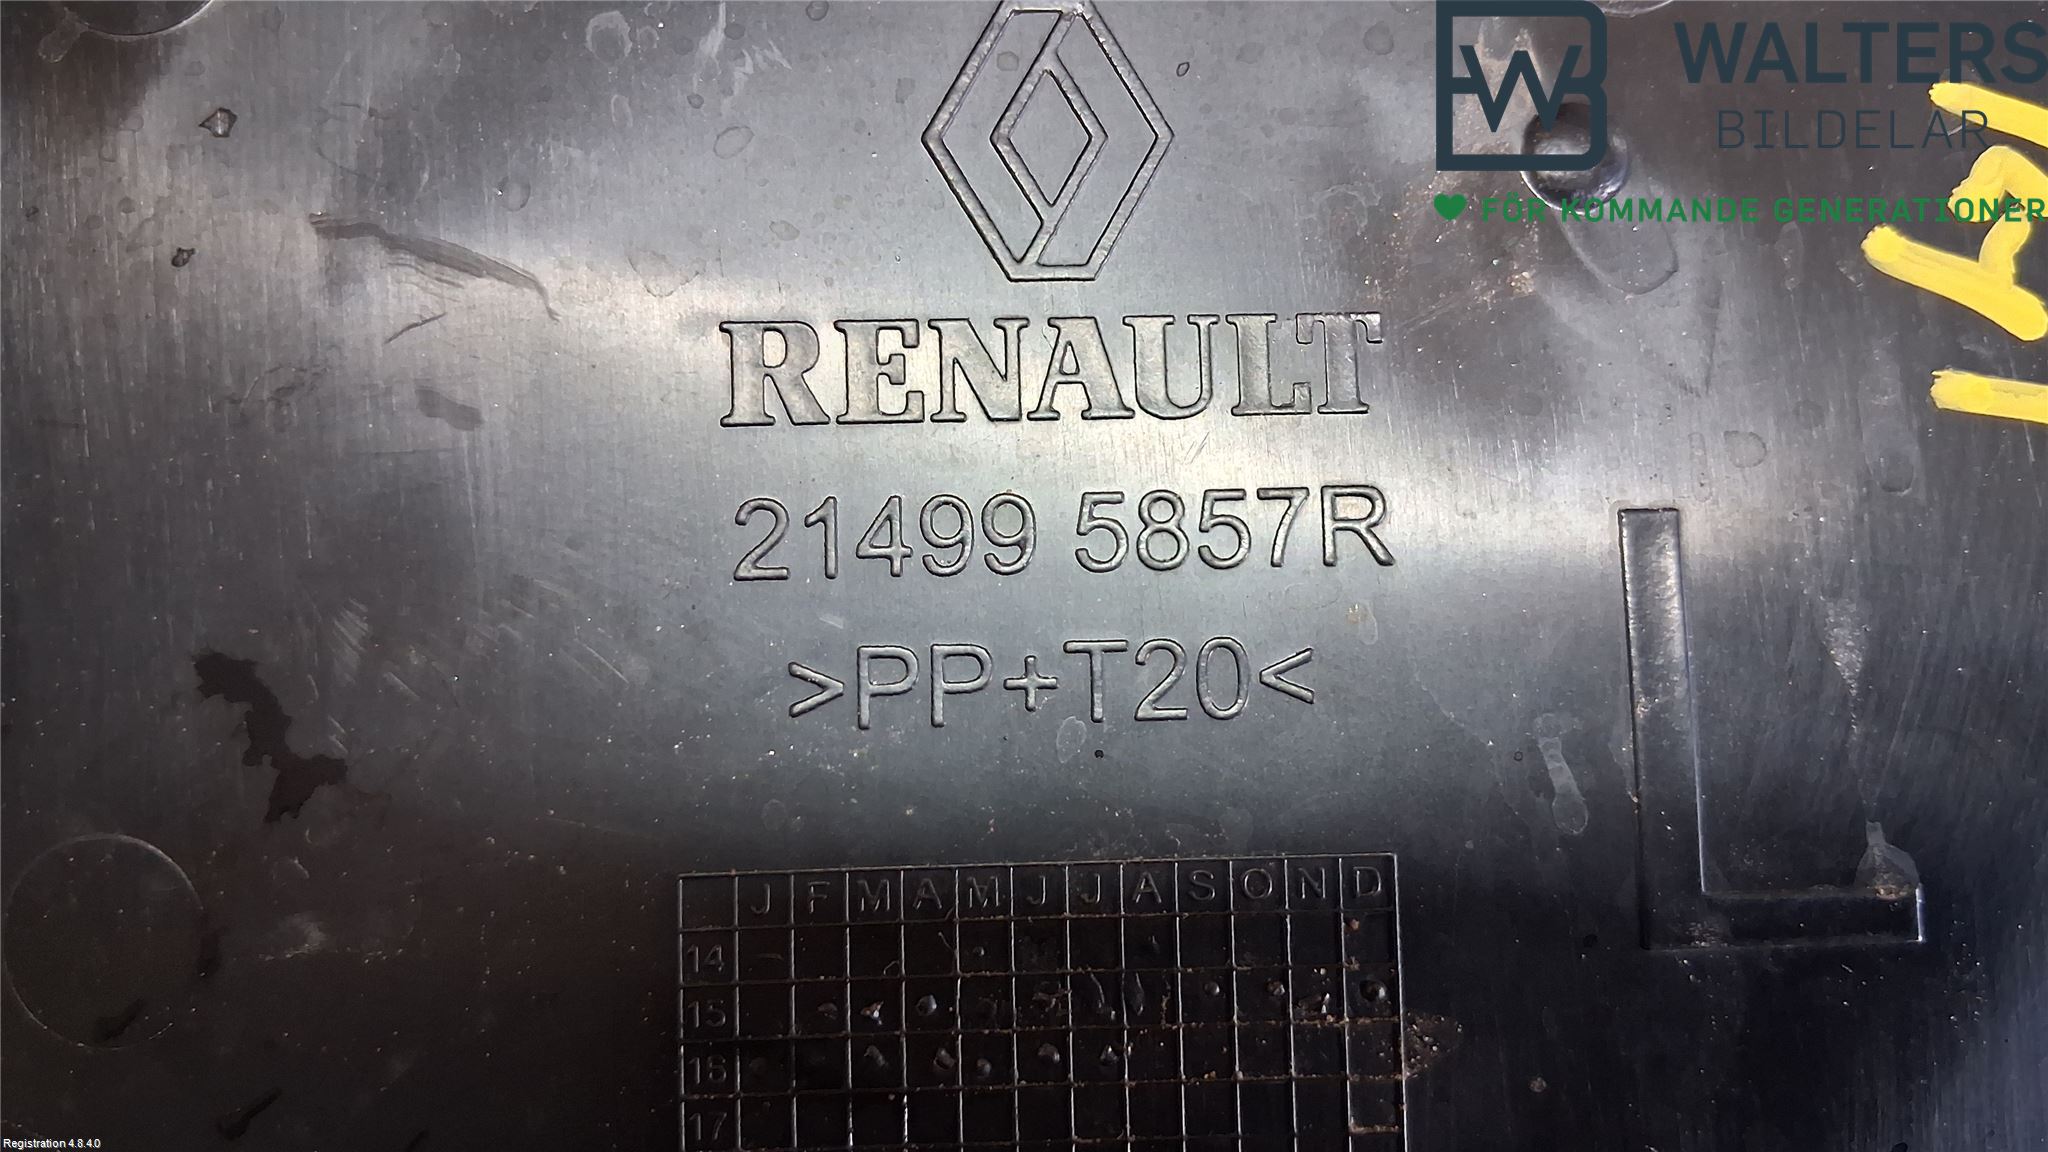 WALTERS
BILDELAR
FÖR KOMMANDE GENERATIONER
RENAULT
21499 5857R
>PP+T20<
J F M A M J J A S O N D
14
15
16
17
Registration 4.8.4.0